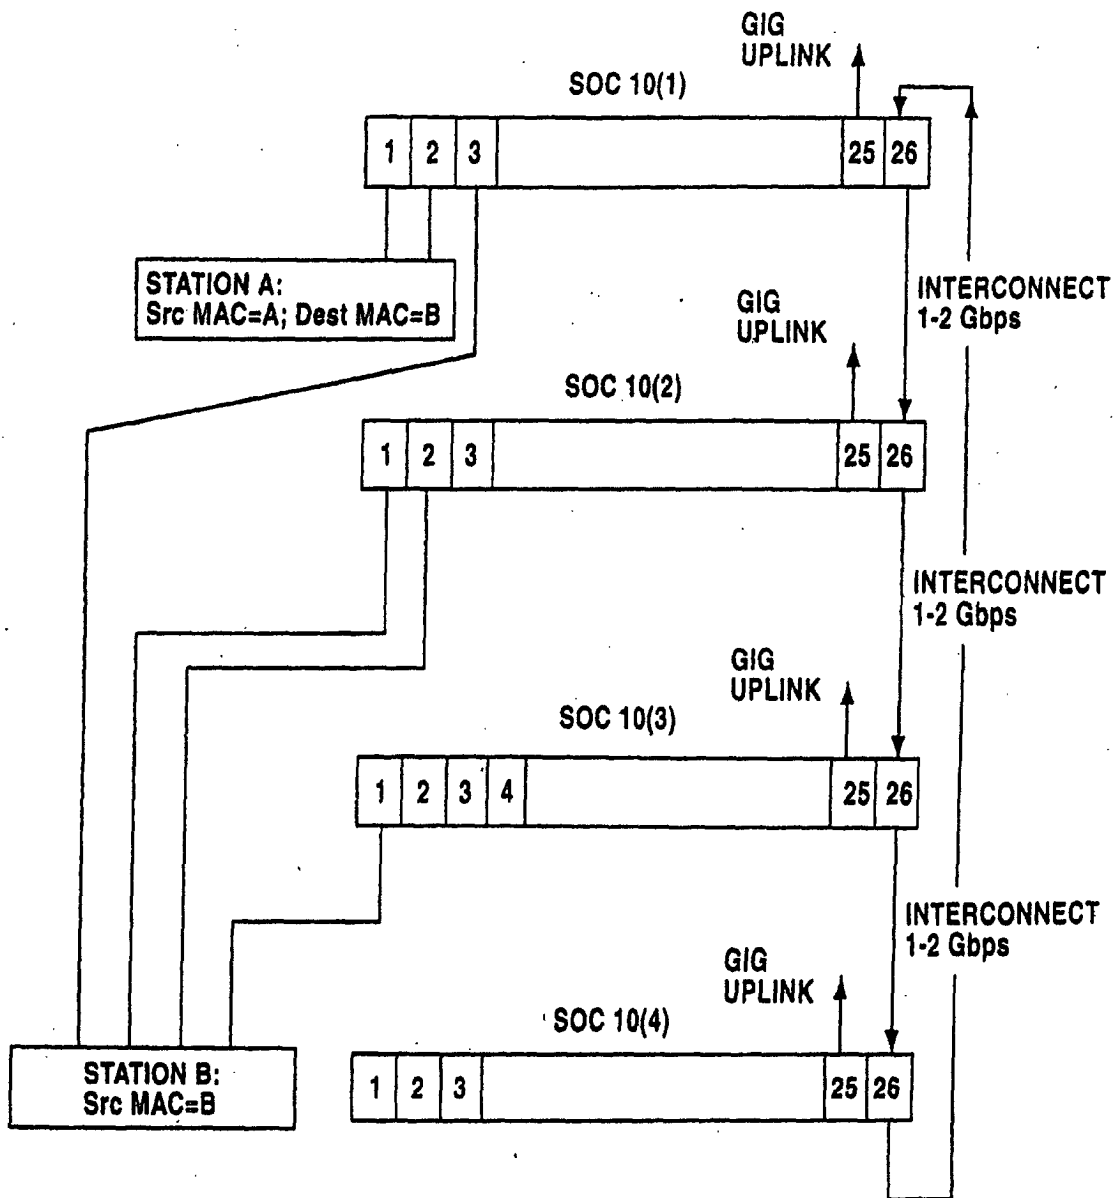 GIG
UPLINK
SOC 10(1)
1 2 3 25 26
STATION A:
Src MAC=A; Dest MAC=B
INTERCONNECT
1-2 Gbps
GIG
UPLINK
SOC 10(2)
1 2 3 25 26
INTERCONNECT
1-2 Gbps
GIG
UPLINK
SOC 10(3)
1 2 3 4 25 26
INTERCONNECT
1-2 Gbps
GIG
UPLINK
SOC 10(4)
1 2 3 25 26
STATION B:
Src MAC=B